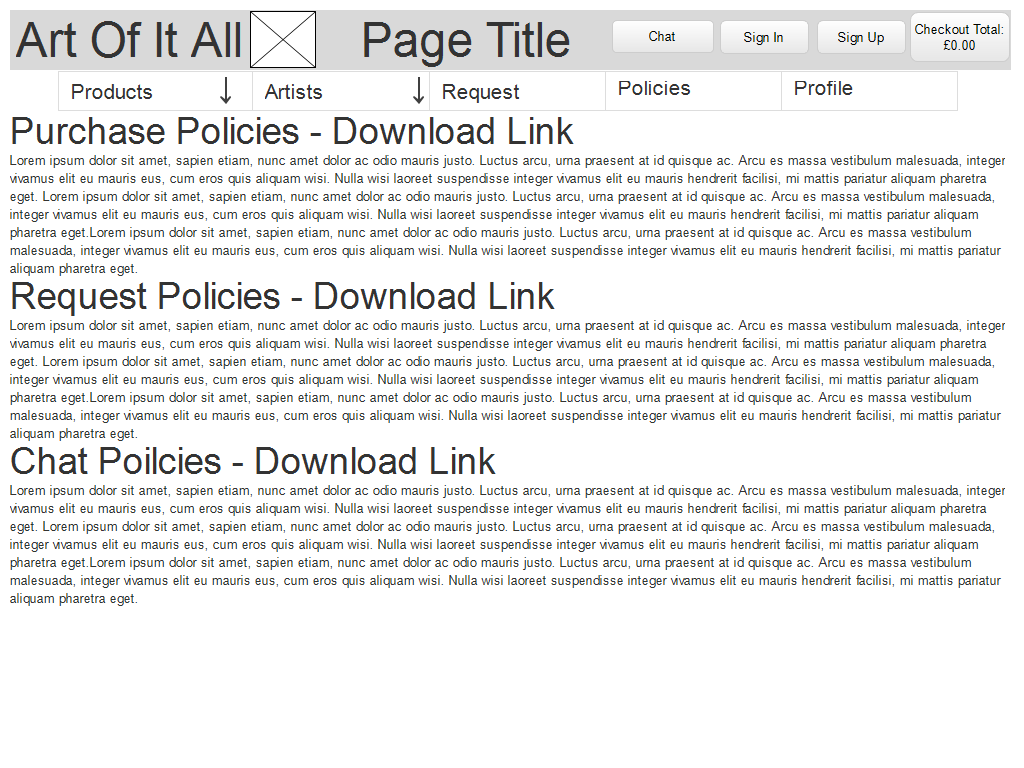 Art Of It All Page Title Chat Sign In Sign Up Checkout Total:
£0.00
Products Artists Request Policies Profile
Purchase Policies - Download Link
Lorem ipsum dolor sit amet, sapien etiam, nunc amet dolor ac odio mauris justo. Luctus arcu, urna praesent at id quisque ac. Arcu es massa vestibulum malesuada, integer
vivamus elit eu mauris eus, cum eros quis aliquam wisi. Nulla wisi laoreet suspendisse integer vivamus elit eu mauris hendrerit facilisi, mi mattis pariatur pharetra
eget. Lorem ipsum dolor sit amet, sapien etiam, nunc amet dolor ac odio mauris justo. Luctus arcu, urna praesent at id quisque ac. Arcu es massa vestibulum malesuada,
integer vivamus elit eu mauris eus, cum eros quis aliquam wisi. Nulla wisi laoreet suspendisse integer vivamus elit eu mauris hendrerit facilisi, mi mattis pariatur aliquam
pharetra eget.Lorem ipsum dolor sit amet, sapien etiam, nunc amet dolor ac odio mauris justo. Luctus arcu, urna praesent at id quisque ac. Arcu es massa vestibulum
malesuada, integer vivamus elit eu mauris eus, cum eros quis aliquam wisi. Nulla wisi laoreet suspendisse integer vivamus elit eu mauris hendrerit facilisi, mi mattis pariatur
aliquam pharetra eget.
Request Policies - Download Link
Lorem ipsum dolor sit amet, sapien etiam, nunc amet dolor ac odio mauris justo. Luctus arcu, urna praesent at id quisque ac. Arcu es massa vestibulum malesuada, integer
vivamus elit eu mauris eus, cum eros quis aliquam wisi. Nulla wisi laoreet suspendisse integer vivamus elit eu mauris hendrerit facilisi, mi mattis pariatur pharetra
eget. Lorem ipsum dolor sit amet, sapien etiam, nunc amet dolor ac odio mauris justo. Luctus arcu, urna praesent at id quisque ac. Arcu es massa vestibulum malesuada,
integer vivamus elit eu mauris eus, cum eros quis aliquam wisi. Nulla wisi laoreet suspendisse integer vivamus elit eu mauris hendrerit facilisi, mi mattis pariatur aliquam
pharetra eget.Lorem ipsum dolor sit amet, sapien etiam, nunc amet dolor ac odio mauris justo. Luctus arcu, urna praesent at id quisque ac. Arcu es massa vestibulum
malesuada, integer vivamus elit eu mauris eus, cum eros quis aliquam wisi. Nulla wisi laoreet suspendisse integer vivamus elit eu mauris hendrerit facilisi, mi mattis pariatur
aliquam pharetra eget.
Chat Poilcies - Download Link
Lorem ipsum dolor sit amet, sapien etiam, nunc amet dolor ac odio mauris justo. Luctus arcu, urna praesent at id quisque ac. Arcu es massa vestibulum malesuada, integer
vivamus elit eu mauris eus, cum eros quis aliquam wisi. Nulla wisi laoreet suspendisse integer vivamus elit eu mauris hendrerit facilisi, mi mattis pariatur pharetra
eget. Lorem ipsum dolor sit amet, sapien etiam, nunc amet dolor ac odio mauris justo. Luctus arcu, urna praesent at id quisque ac. Arcu es massa vestibulum malesuada,
integer vivamus elit eu mauris eus, cum eros quis aliquam wisi. Nulla wisi laoreet suspendisse integer vivamus elit eu mauris hendrerit facilisi, mi mattis pariatur aliquam
pharetra eget.Lorem ipsum dolor sit amet, sapien etiam, nunc amet dolor ac odio mauris justo. Luctus arcu, urna praesent at id quisque ac. Arcu es massa vestibulum
malesuada, integer vivamus elit eu mauris eus, cum eros quis aliquam wisi. Nulla wisi laoreet suspendisse integer vivamus elit eu mauris hendrerit facilisi, mi mattis pariatur
aliquam pharetra eget.